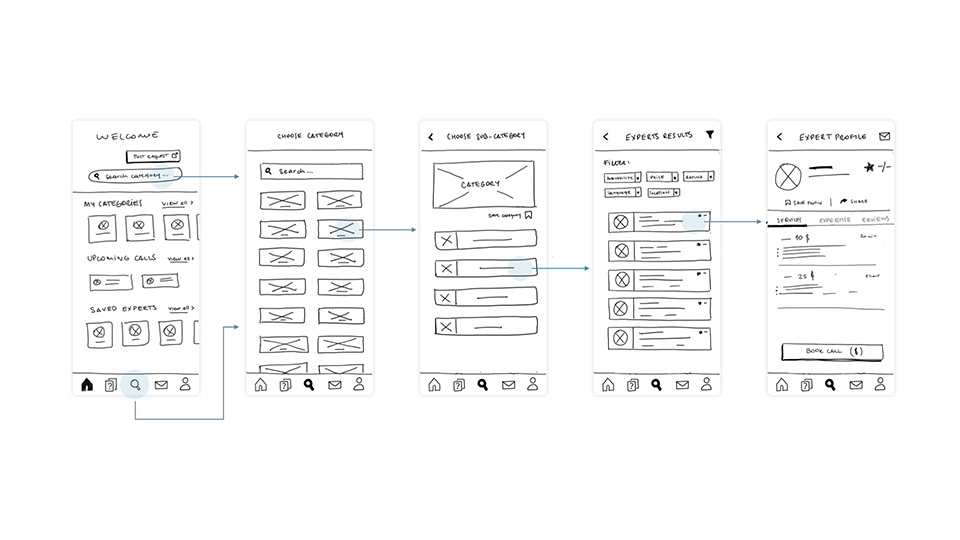 WELCOME
POST REQUEST
Search category...
MY CATEGORIES VIEW ALL >
UPCOMING CALLS VIEW ALL >
SAVED EXPERTS VIEW ALL >
?
CHOOSE CATEGORY
Search...
?
< CHOOSE SUB-CATEGORY
CATEGORY
SAVE CATEGORY
?
< EXPERTS RESULTS
FILTER:
AVAILABILITY PRICE RATING
LANGUAGE LOCATION
?
< EXPERT PROFILE
-/-
SAVE PROFILE | SHARE
SERVICES EXPERTISE REVIEWS
— 10 $
— 25 $
BOOK CALL ($)
?